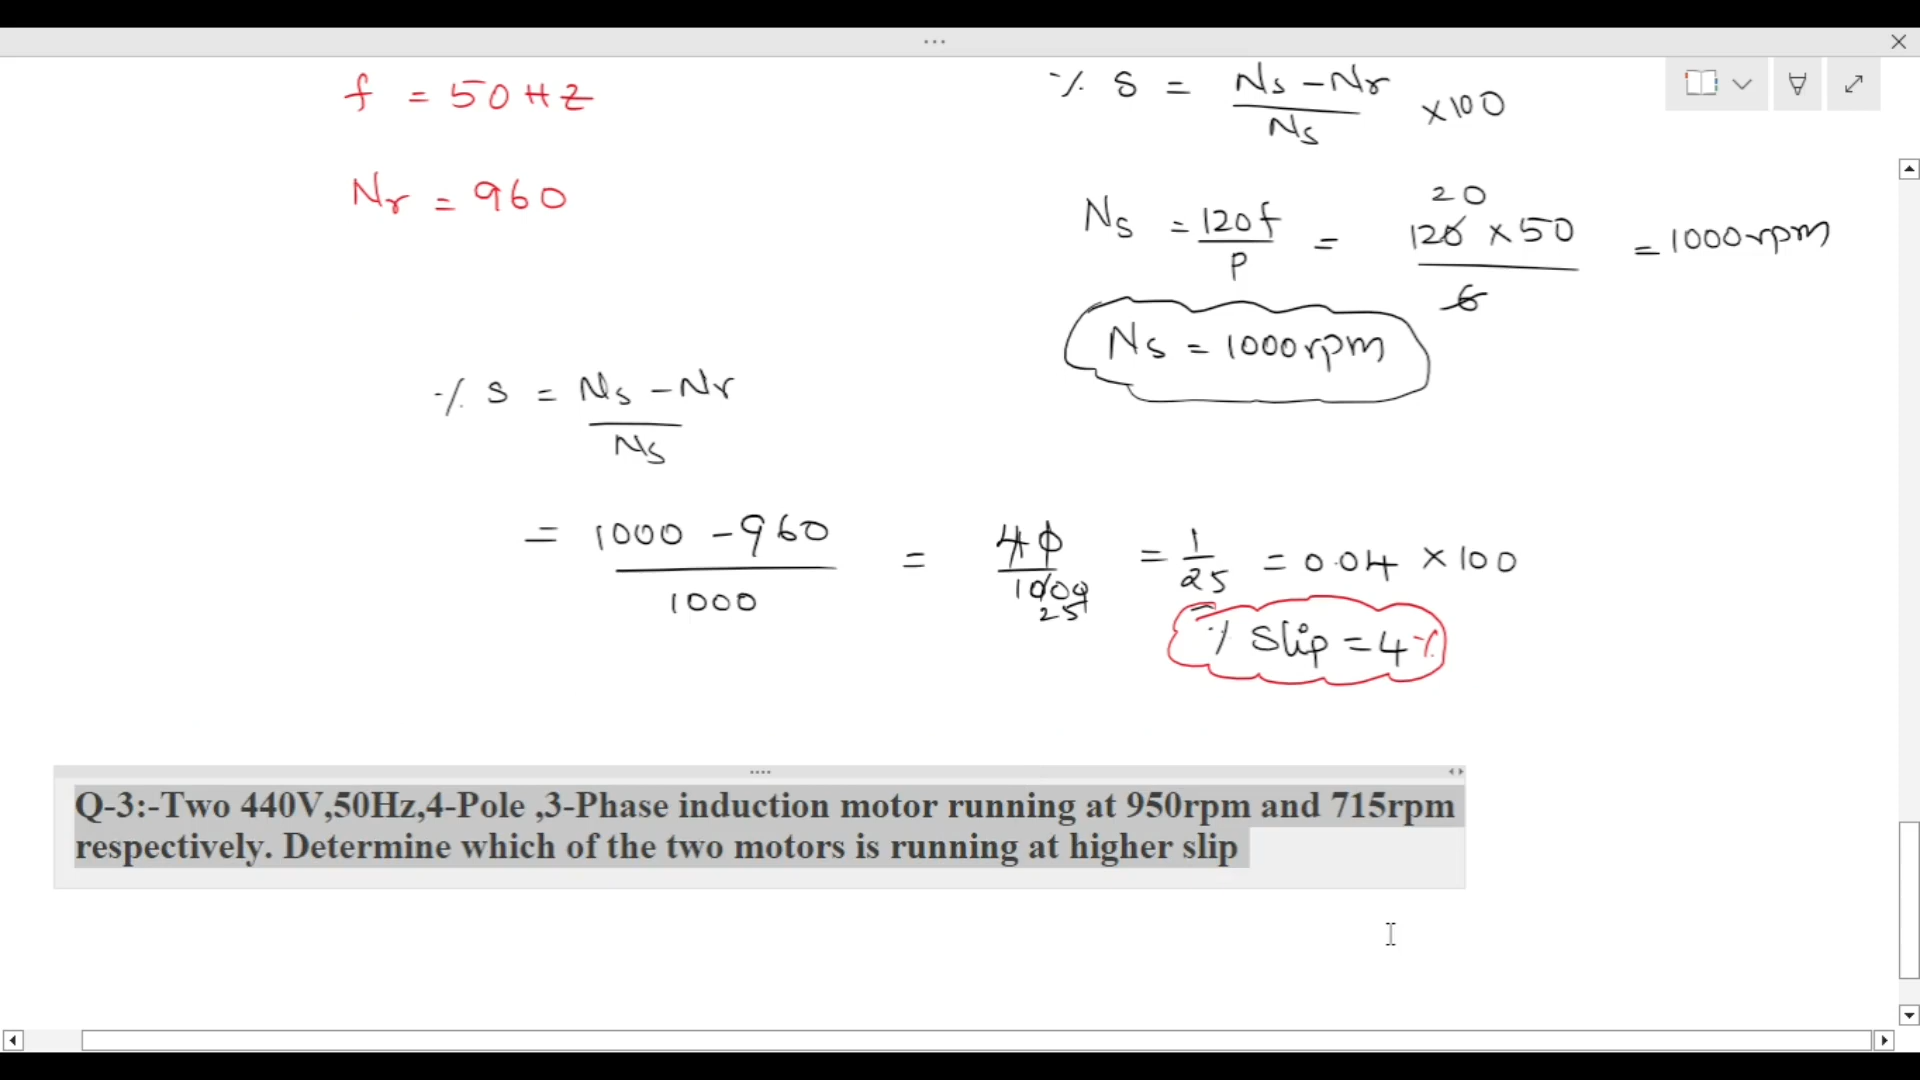 f = 50Hz
% s = Ns - Nr / Ns × 100
Nr = 960
Ns = 120f / P = 20 120 × 50 / 6 = 1000rpm
Ns = 1000rpm
% s = Ns - Nr / Ns
= 1000 - 960 / 1000 = 40 / 1000 25 = 1 / 25 = 0.04 × 100
% Slip = 4%
Q-3:-Two 440V,50Hz,4-Pole ,3-Phase induction motor running at 950rpm and 715rpm
respectively. Determine which of the two motors is running at higher slip